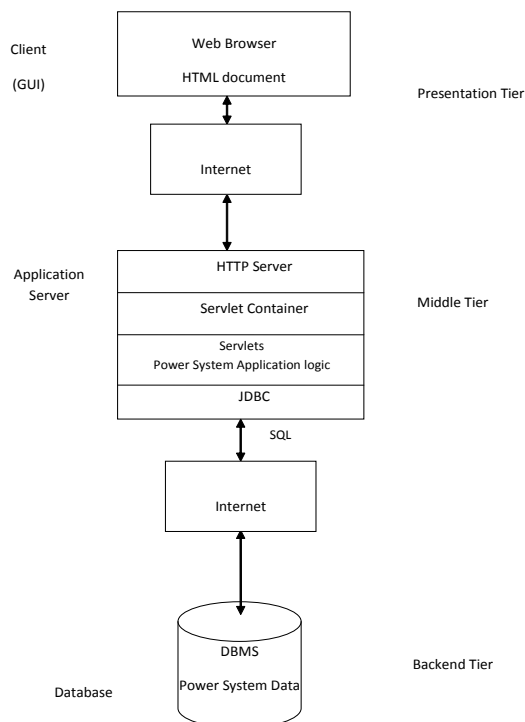 Client
(GUI)
Web Browser
HTML document
Presentation Tier
Internet
Application
Server
HTTP Server
Servlet Container
Servlets
Power System Application logic
JDBC
Middle Tier
SQL
Internet
DBMS
Power System Data
Database
Backend Tier